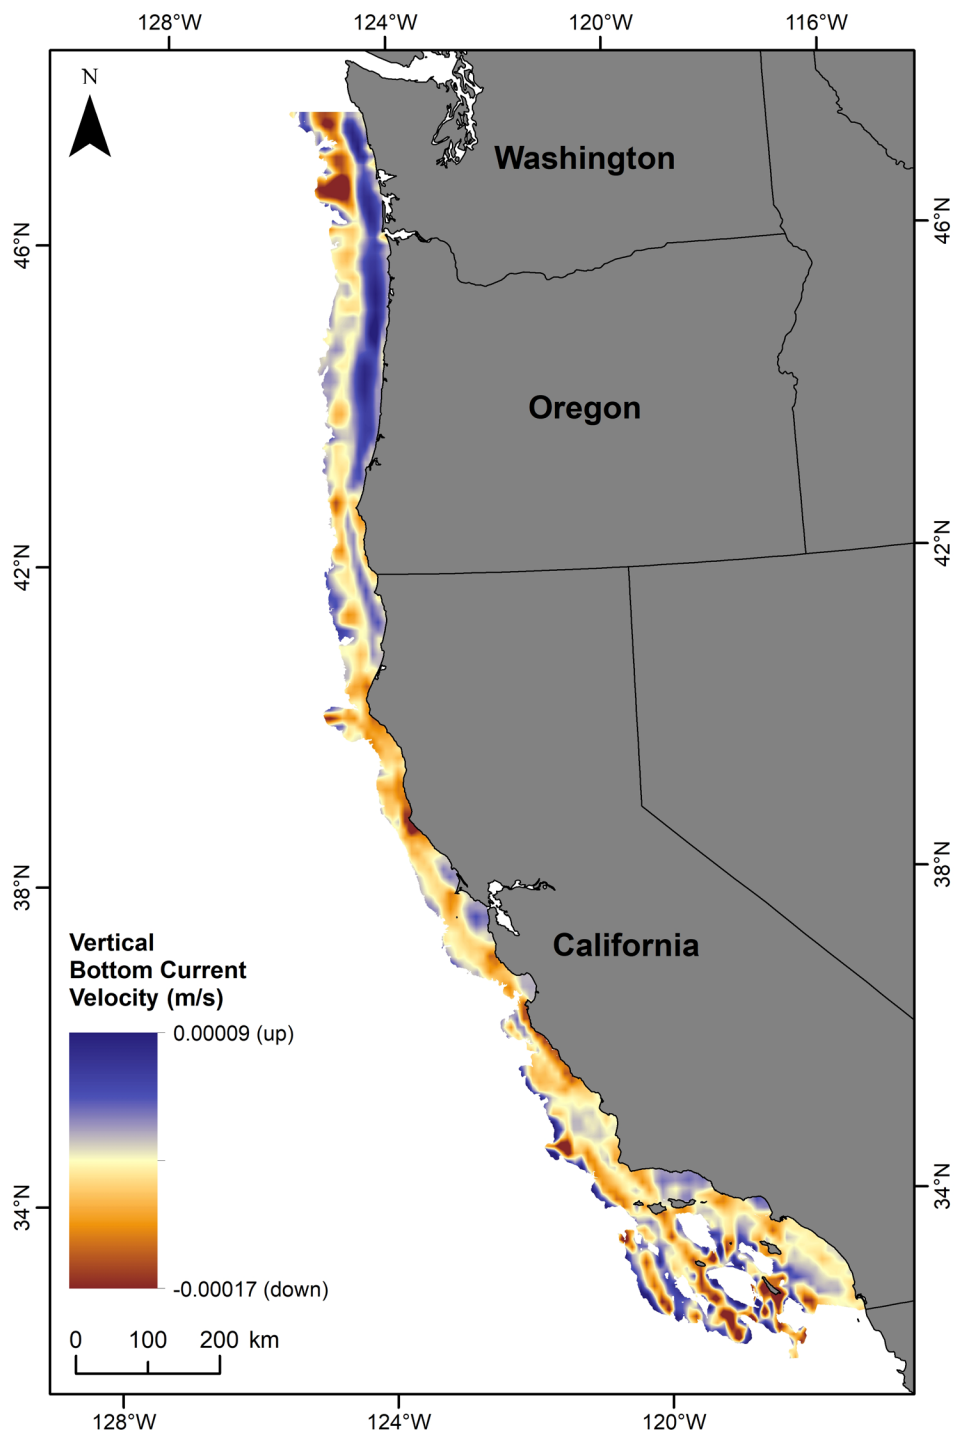 128°W 124°W 120°W 116°W
N
Washington
46°N
46°N
Oregon
42°N
42°N
38°N
38°N
California
Vertical
Bottom Current
Velocity (m/s)
0.00009 (up)
34°N
34°N
-0.00017 (down)
0 100 200 km
128°W 124°W 120°W